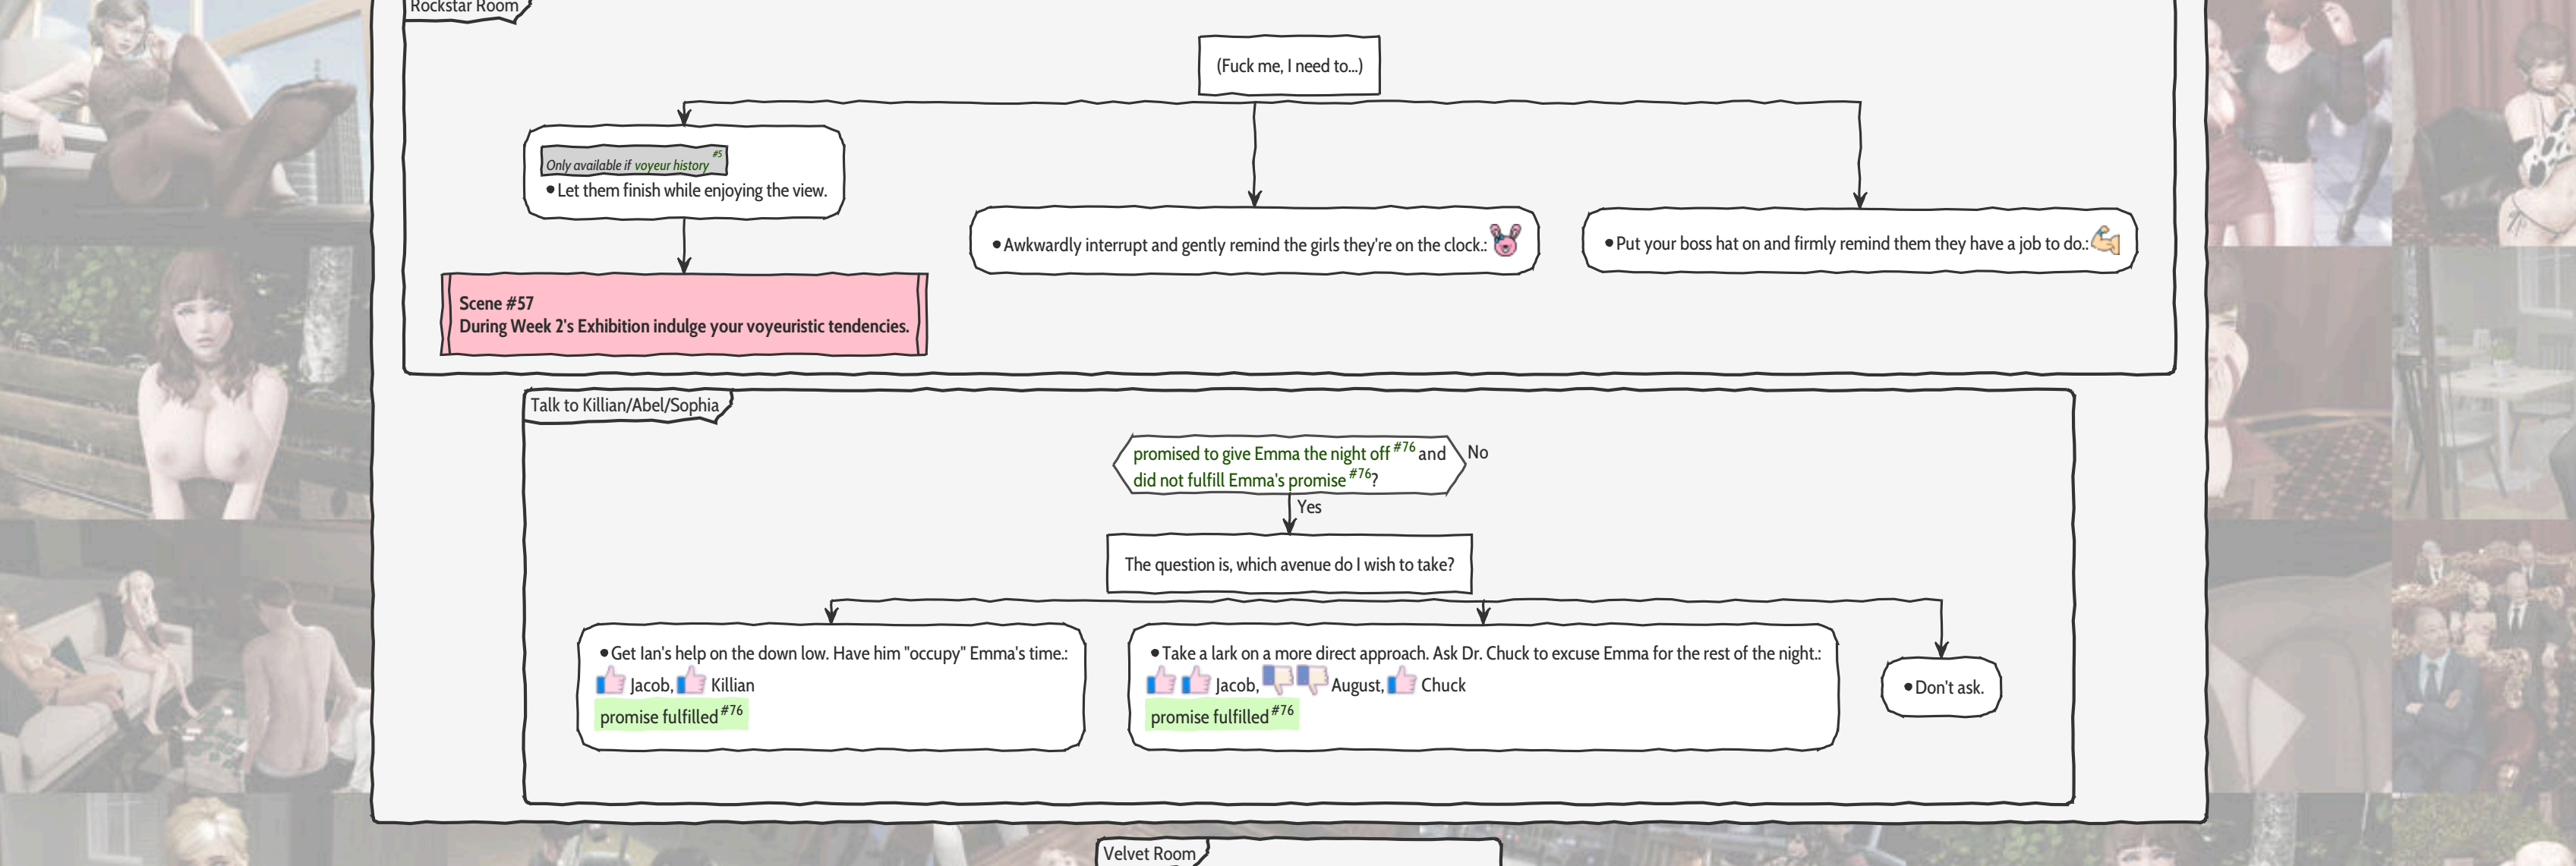 Rockstar Room
(Fuck me, I need to...)
Only available if voyeur history #5
•Let them finish while enjoying the view.
•Awkwardly interrupt and gently remind the girls they're on the clock.:
•Put your boss hat on and firmly remind them they have a job to do.:
Scene #57
During Week 2's Exhibition indulge your voyeuristic tendencies.
Talk to Killian/Abel/Sophia
promised to give Emma the night off #76 and
did not fulfill Emma's promise #76?
No
Yes
The question is, which avenue do I wish to take?
•Get Ian's help on the down low. Have him "occupy" Emma's time.:
Jacob, Killian
promise fulfilled #76
•Take a lark on a more direct approach. Ask Dr. Chuck to excuse Emma for the rest of the night.:
Jacob, August, Chuck
promise fulfilled #76
•Don't ask.
Velvet Room